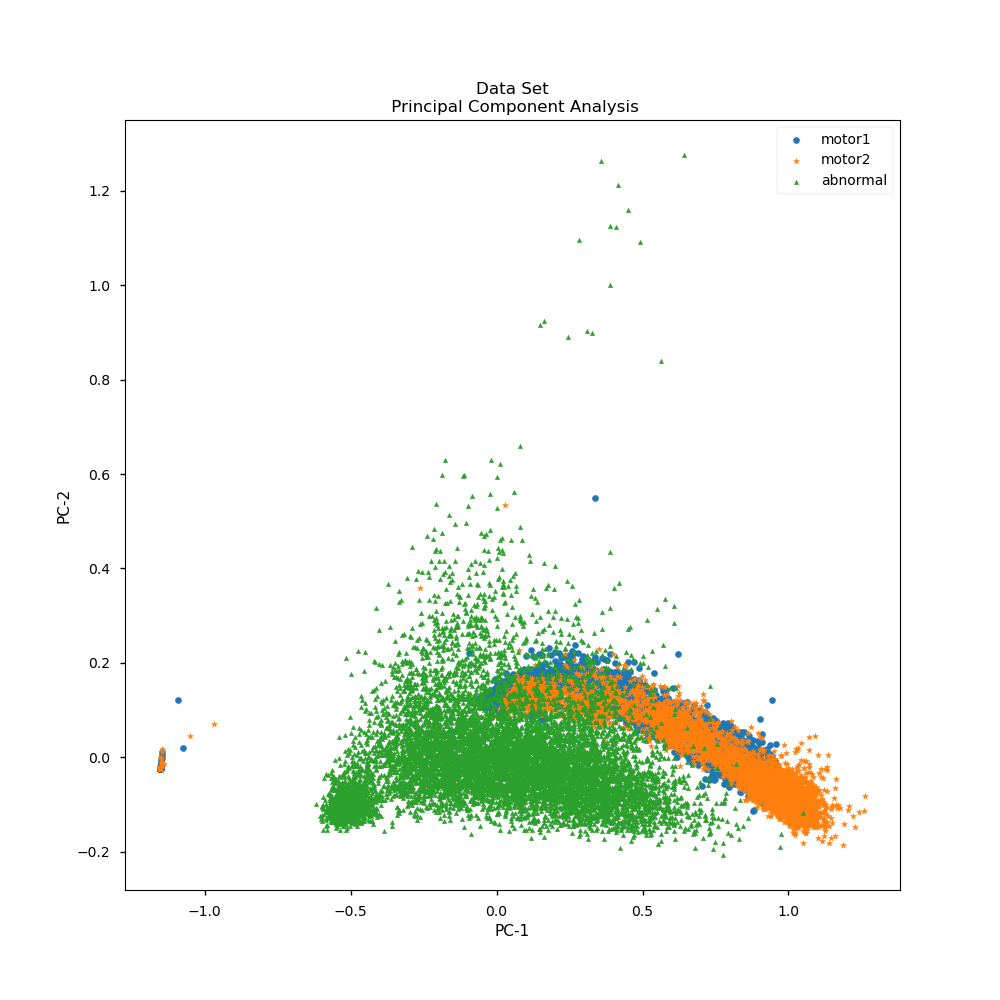 Data Set
Principal Component Analysis
motor1
motor2
abnormal
1.2
1.0
0.8
0.6
0.4
0.2
0.0
−0.2
PC-2
−1.0
−0.5
0.0
0.5
1.0
PC-1